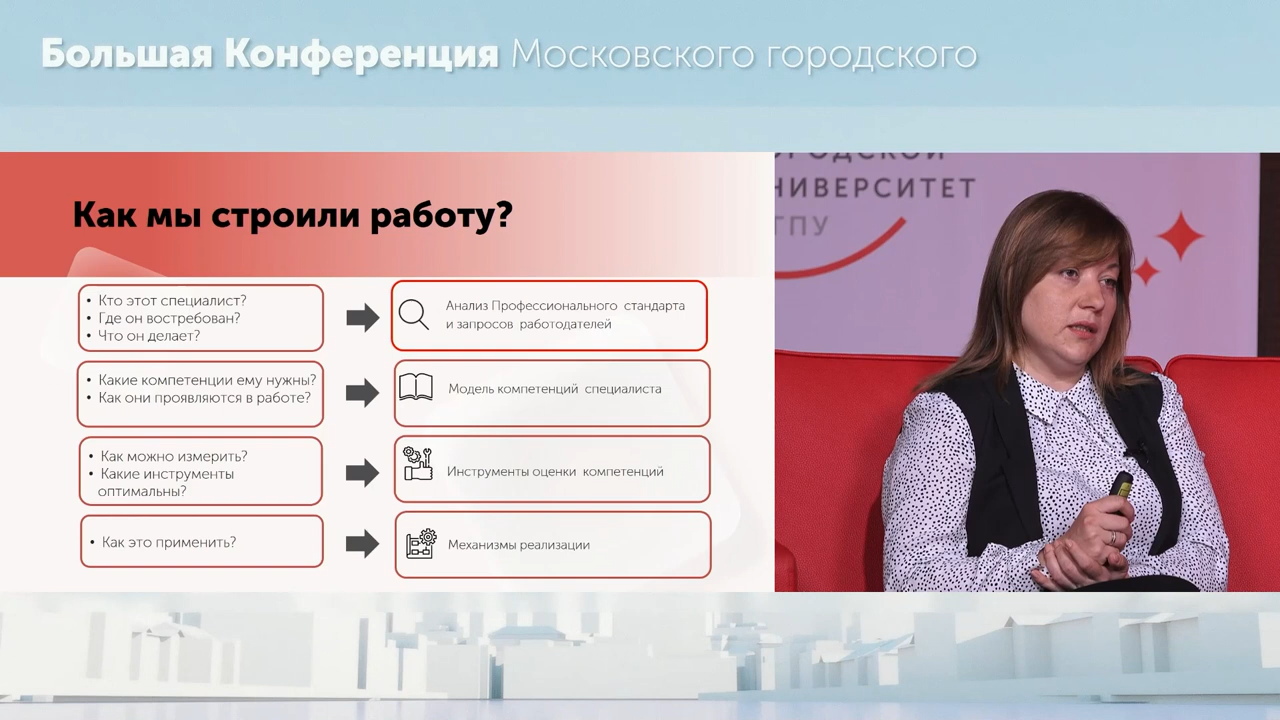 Большая Конференция Московского городского
Как мы строили работу?
• Кто этот специалист?
• Где он востребован?
• Что он делает?
Анализ Профессионального стандарта
и запросов работодателей
• Какие компетенции ему нужны?
• Как они проявляются в работе?
Модель компетенций специалиста
• Как можно измерить?
• Какие инструменты
оптимальны?
Инструменты оценки компетенций
• Как это применить?
Механизмы реализации